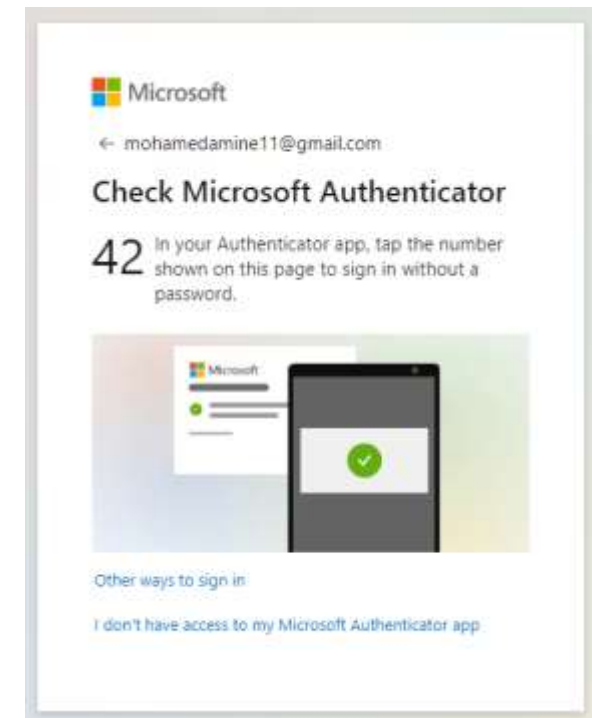 Microsoft
← mohamedamine11@gmail.com
Check Microsoft Authenticator
42
In your Authenticator app, tap the number
shown on this page to sign in without a
password.
Microsoft
Other ways to sign in
I don't have access to my Microsoft Authenticator app